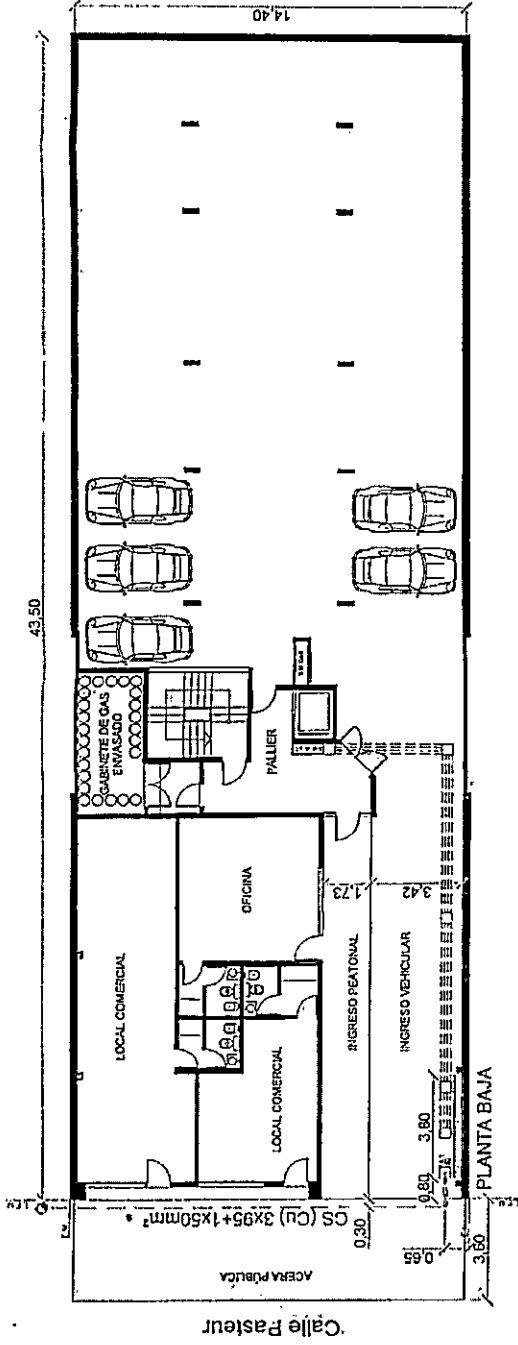 43,50
14,40
GABINETE DE GAS
ENVASADO
PALLIER
LOCAL COMERCIAL
OFICINA
LOCAL COMERCIAL
INGRESO PEATONAL
INGRESO VEHICULAR
1,73
3,42
CS (Cu) 3x95+1x50mm²
0,30
0,80
3,60
0,65
3,60
ACERA PÚBLICA
Calle Pasteur
PLANTA BAJA